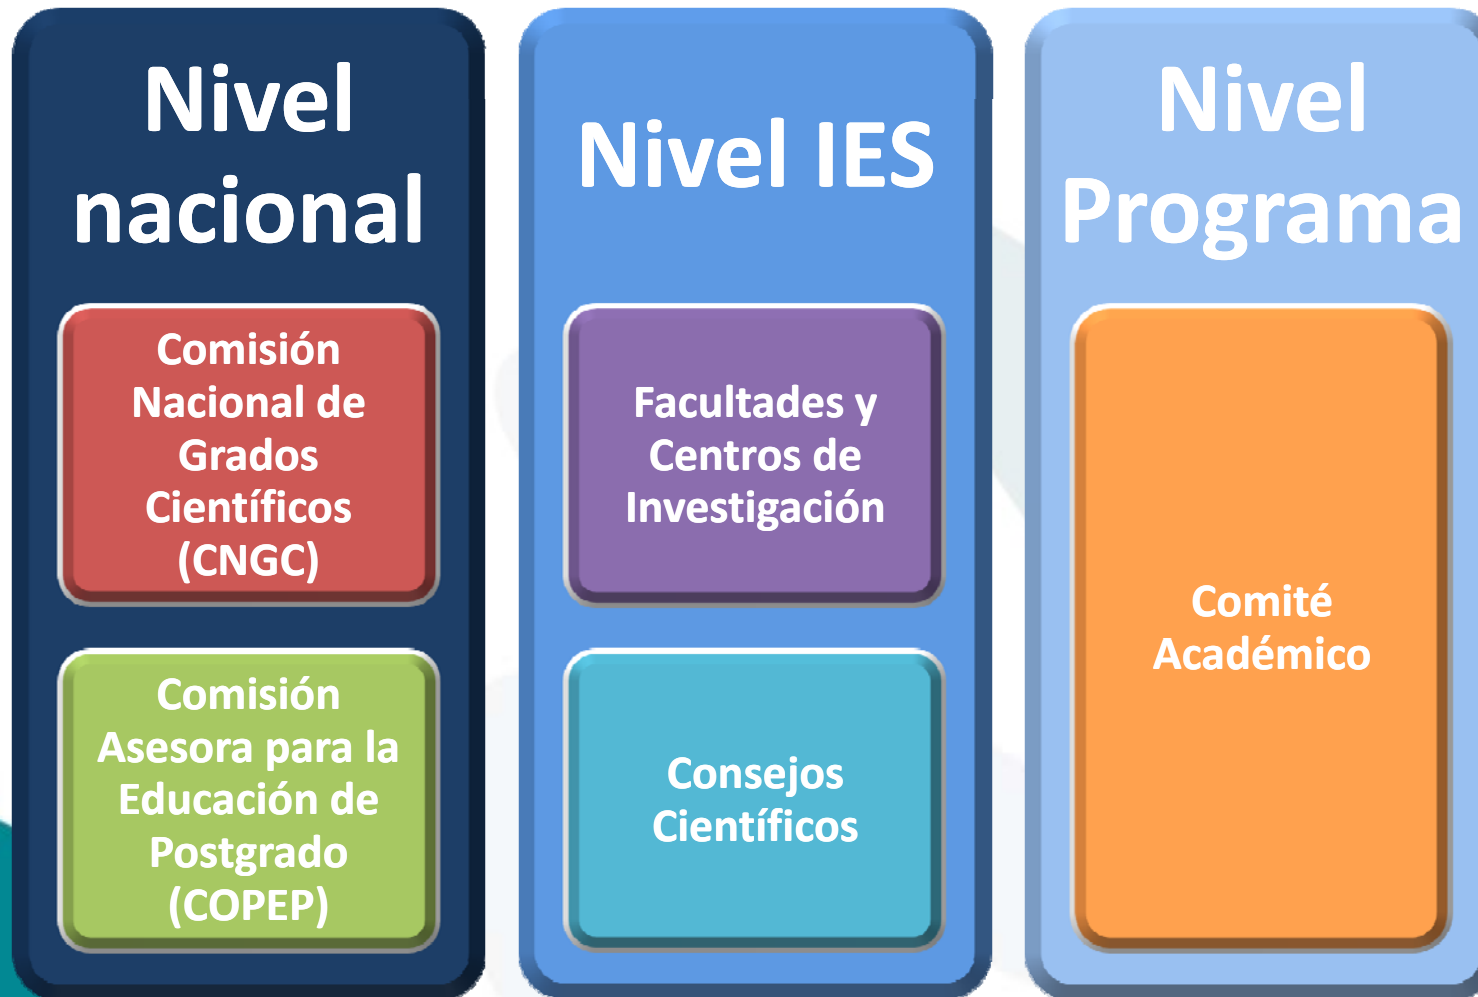 Nivel
nacional
Comisión
Nacional de
Grados
Científicos
(CNGC)
Comisión
Asesora para la
Educación de
Postgrado
(COPEP)
Nivel IES
Facultades y
Centros de
Investigación
Consejos
Científicos
Nivel
Programa
Comité
Académico